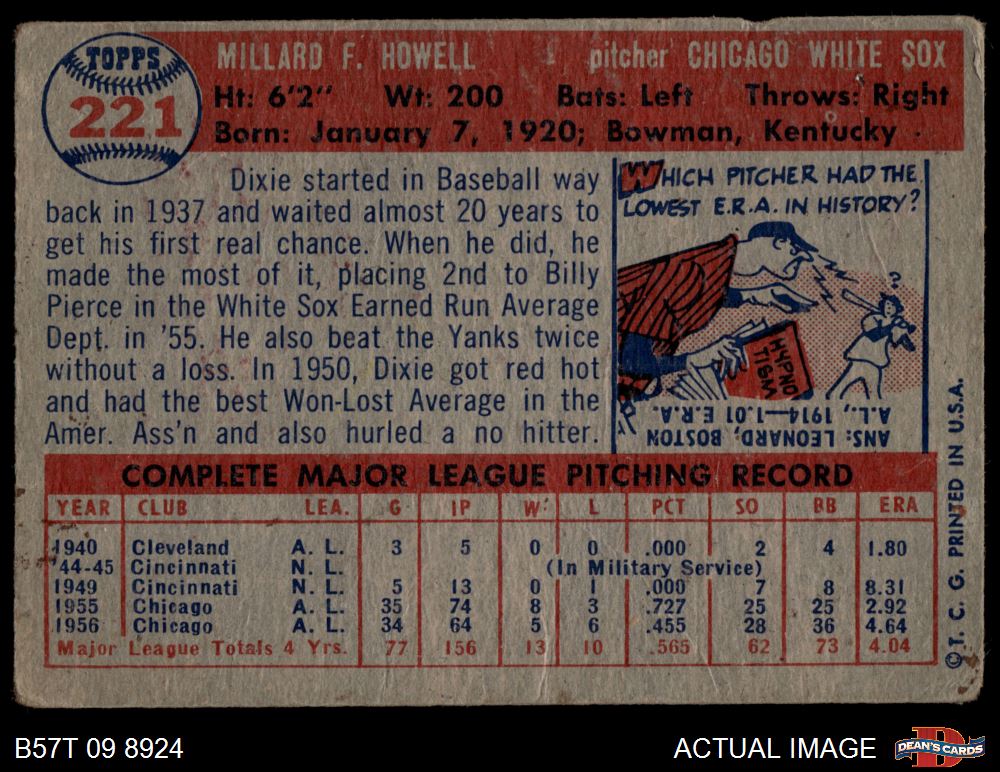 TOPPS
221
MILLARD F. HOWELL pitcher CHICAGO WHITE SOX
Ht: 6'2" Wt: 200 Bats: Left Throws: Right
Born: January 7, 1920; Bowman, Kentucky
Dixie started in Baseball way
back in 1937 and waited almost 20 years to
get his first real chance. When he did, he
made the most of it, placing 2nd to Billy
Pierce in the White Sox Earned Run Average
Dept. in '55. He also beat the Yanks twice
without a loss. In 1950, Dixie got red hot
and had the best Won-Lost Average in the
Amer. Ass'n and also hurled a no hitter.
WHICH PITCHER HAD THE
LOWEST E.R.A. IN HISTORY?
?
HYPNO
TISM
ANS: LEONARD, BOSTON
A.L., 1914—1.01 E.R.A.
COMPLETE MAJOR LEAGUE PITCHING RECORD
YEAR CLUB LEA. G IP W L PCT SO BB ERA
1940 Cleveland A. L. 3 5 0 0 .000 2 4 1.80
'44-45 Cincinnati N. L. (In Military Service)
1949 Cincinnati N. L. 5 13 0 1 .000 7 8 8.31
1955 Chicago A. L. 35 74 8 3 .727 25 25 2.92
1956 Chicago A. L. 34 64 5 6 .455 28 36 4.64
Major League Totals 4 Yrs. 77 156 13 10 .565 62 73 4.04
© T. C. G. PRINTED IN U.S.A.
B57T 09 8924
ACTUAL IMAGE
DEAN'S CARDS